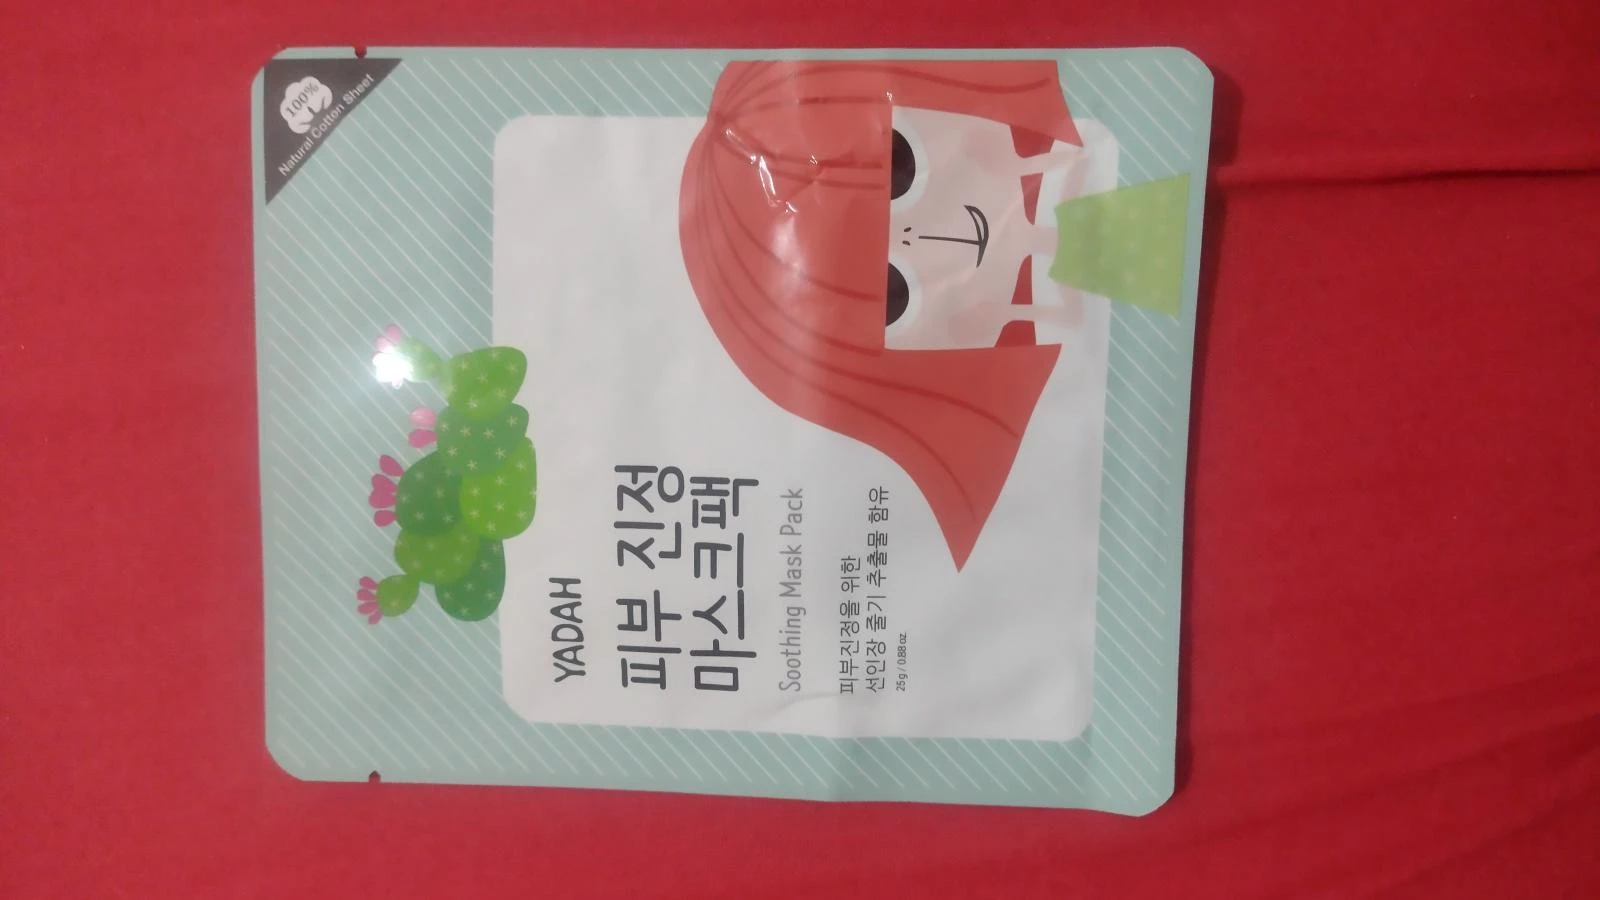 100%
Natural Cotton Sheet
YADAH
피부 진정
마스크팩
Soothing Mask Pack
피부진정을 위한
선인장 줄기 추출물 함유
25g / 0.88 oz.